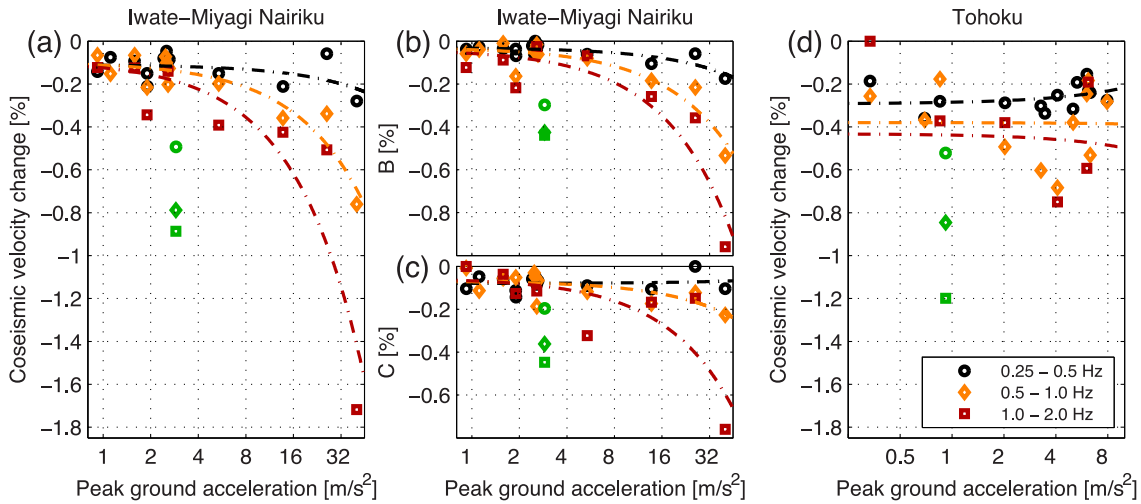 Iwate−Miyagi Nairiku
Iwate−Miyagi Nairiku
Tohoku
(a)
0
−0.2
−0.4
−0.6
−0.8
−1
−1.2
−1.4
−1.6
−1.8
Coseismic velocity change [%]
1 2 4 8 16 32
Peak ground acceleration [m/s²]
(b)
0
−0.2
−0.4
−0.6
−0.8
B [%]
(c)
0
−0.2
−0.4
−0.6
C [%]
1 2 4 8 16 32
Peak ground acceleration [m/s²]
(d)
0
−0.2
−0.4
−0.6
−0.8
−1
−1.2
−1.4
−1.6
−1.8
Coseismic velocity change [%]
0.25 − 0.5 Hz
0.5 − 1.0 Hz
1.0 − 2.0 Hz
0.5 1 2 4 8
Peak ground acceleration [m/s²]